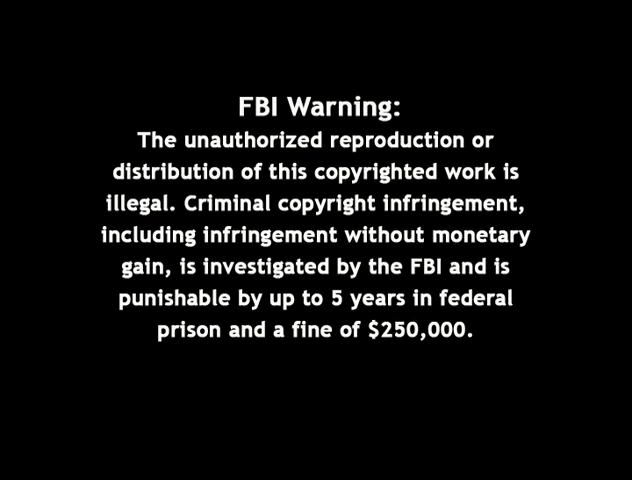 FBI Warning:
The unauthorized reproduction or
distribution of this copyrighted work is
illegal. Criminal copyright infringement,
including infringement without monetary
gain, is investigated by the FBI and is
punishable by up to 5 years in federal
prison and a fine of $250,000.